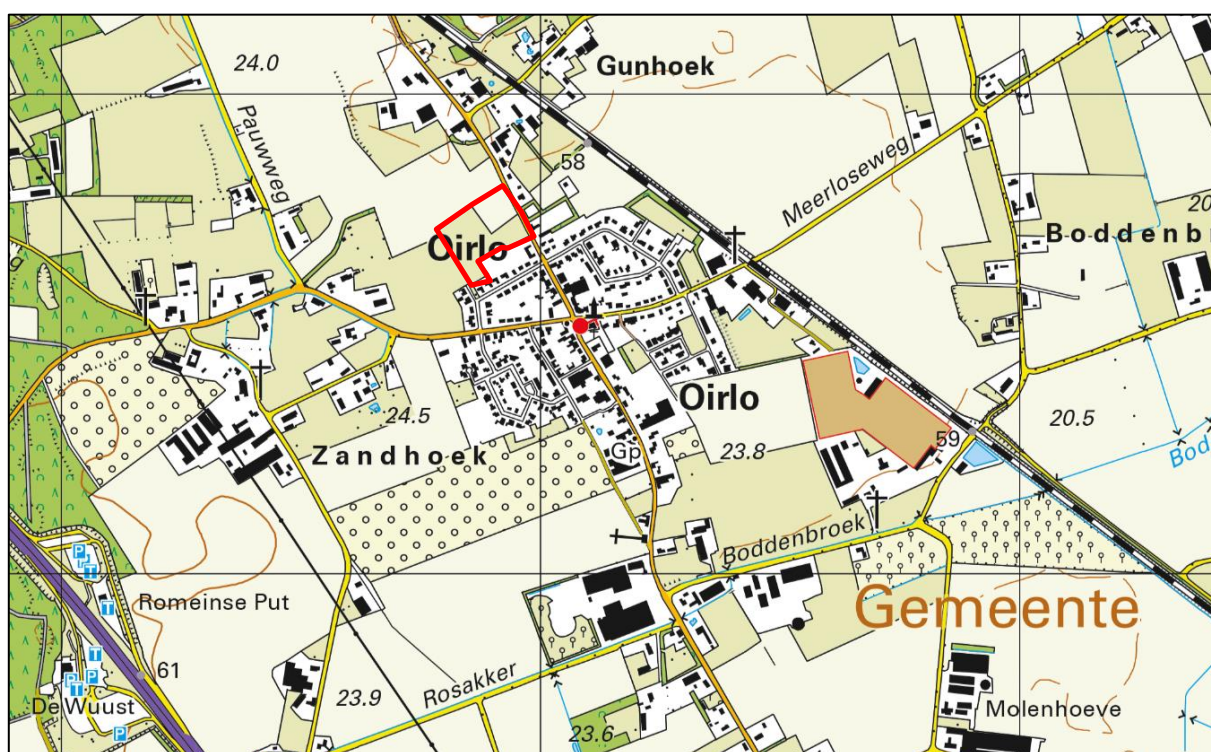 24.0
Gunhoek
Pauwweg
58
Meerloseweg
20
Oirlo
Boddenbr
g
Oirlo
24.5
20.5
Zandhoek
Gp
23.8
59
Bod
Boddenbroek
P
T
Romeinse Put
T
Gemeente
61
Rosakker
T
P
P
T
De Wuust
23.9
Molenhoeve
P
23.6